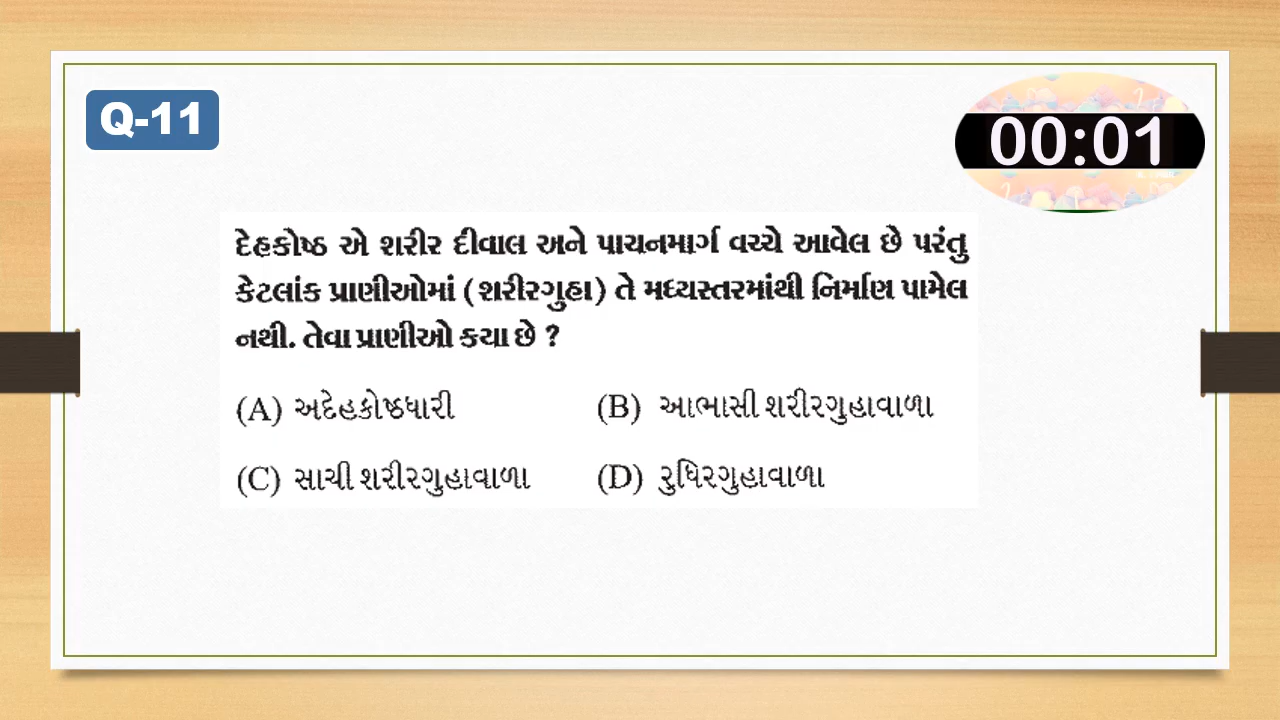 Q-11
00:01
દેહકોષ્ઠ એ શરીર દીવાલ અને પાચનમાર્ગ વચ્ચે આવેલ છે પરંતુ
કેટલાંક પ્રાણીઓમાં (શરીરગુહા) તે મધ્યસ્તરમાંથી નિર્માણ પામેલ
નથી. તેવા પ્રાણીઓ કયા છે ?
(A) અદેહકોષ્ઠધારી (B) આભાસી શરીરગુહાવાળા
(C) સાચી શરીરગુહાવાળા (D) રુધિરગુહાવાળા